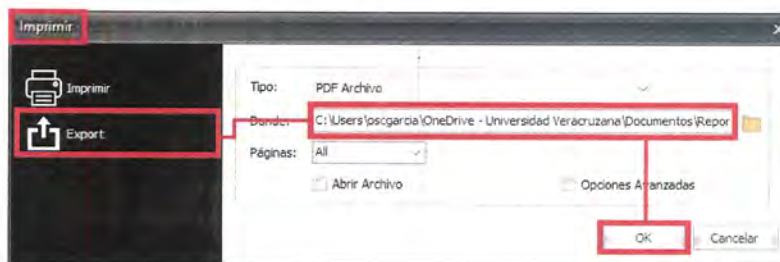 Imprimir
Imprimir
Export
Tipo: PDF Archivo
Donde: C:\Users\pscgarcia\OneDrive - Universidad Veracruzana\Documentos\Repor
Páginas: All
Abrir Archivo Opciones Avanzadas
OK Cancelar